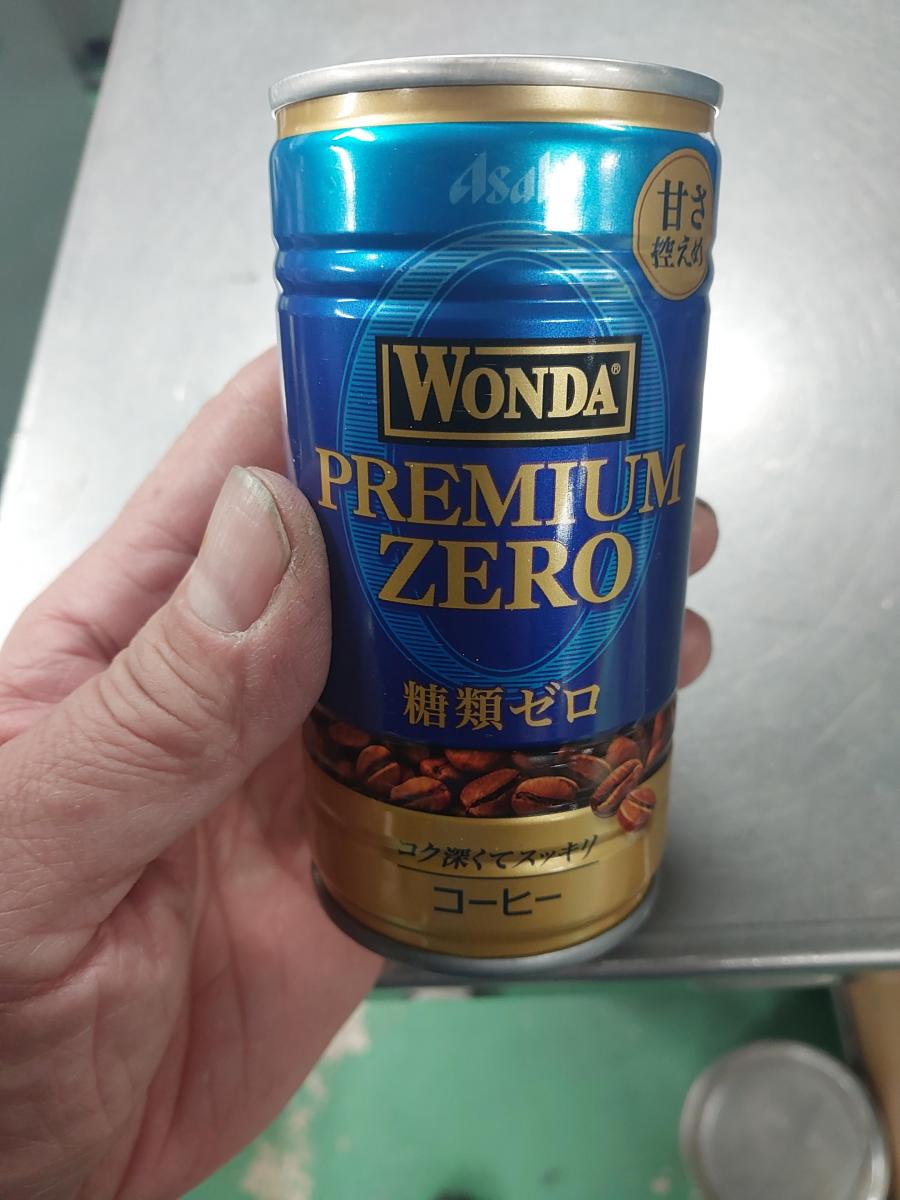 Asahi
甘さ
控えめ
WONDA®
PREMIUM
ZERO
糖類ゼロ
コク深くてスッキリ
コーヒー